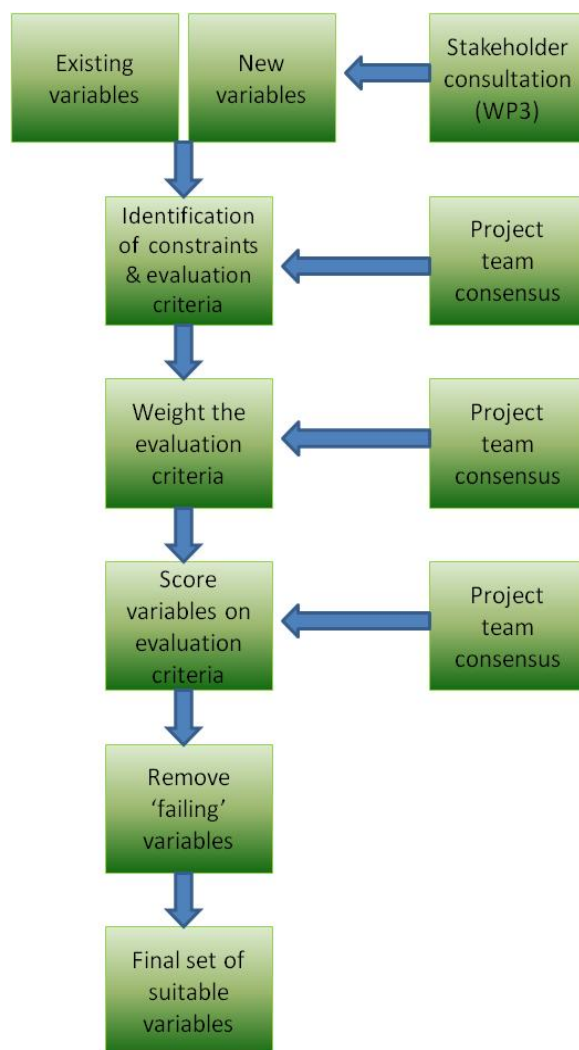 Existing
variables
New
variables
Stakeholder
consultation
(WP3)
Identification
of constraints
& evaluation
criteria
Project
team
consensus
Weight the
evaluation
criteria
Project
team
consensus
Score
variables on
evaluation
criteria
Project
team
consensus
Remove
‘failing’
variables
Final set of
suitable
variables